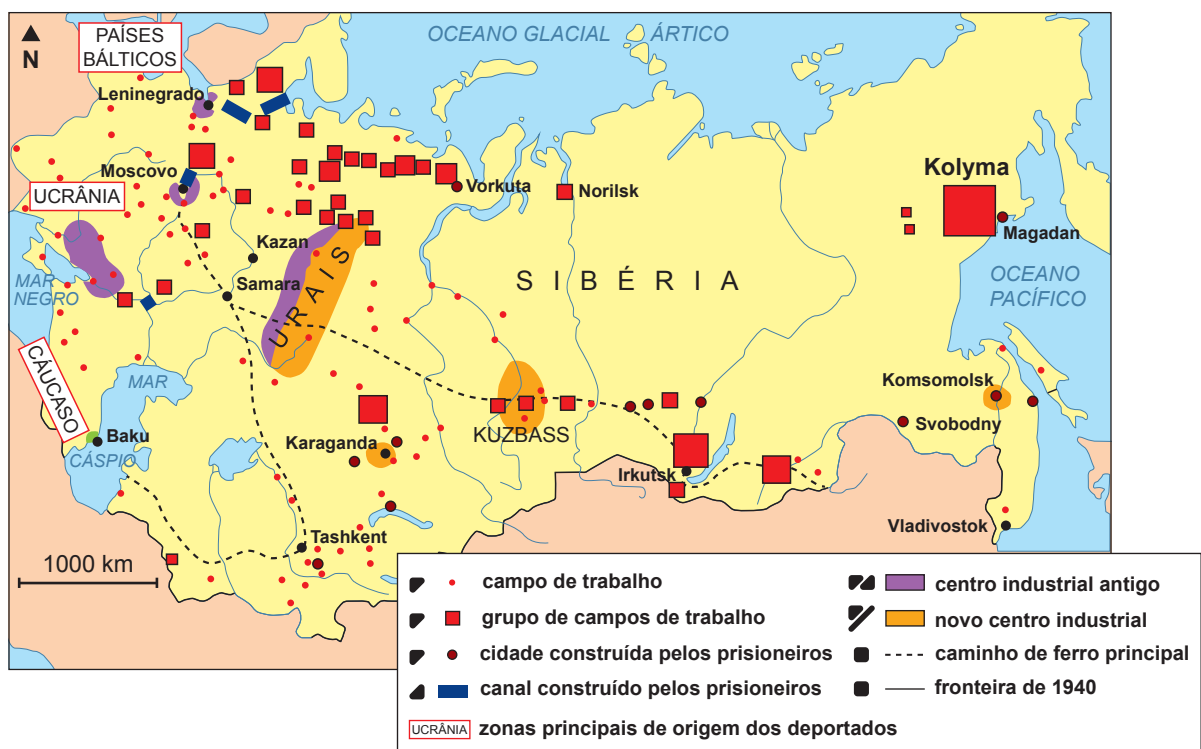 OCEANO GLACIAL ÁRTICO
N
PAÍSES
BÁLTICOS
Leninegrado
Moscovo
UCRÂNIA
Vorkuta
Norilsk
Kolyma
Magadan
Kazan
Samara
URAIS
SIBÉRIA
MAR
NEGRO
OCEANO
PACÍFICO
CÁUCASO
MAR
CÁSPIO
Baku
Karaganda
KUZBASS
Komsomolsk
Svobodny
Irkutsk
Vladivostok
Tashkent
1000 km
campo de trabalho
grupo de campos de trabalho
cidade construída pelos prisioneiros
canal construído pelos prisioneiros
UCRÂNIA zonas principais de origem dos deportados
centro industrial antigo
novo centro industrial
caminho de ferro principal
fronteira de 1940